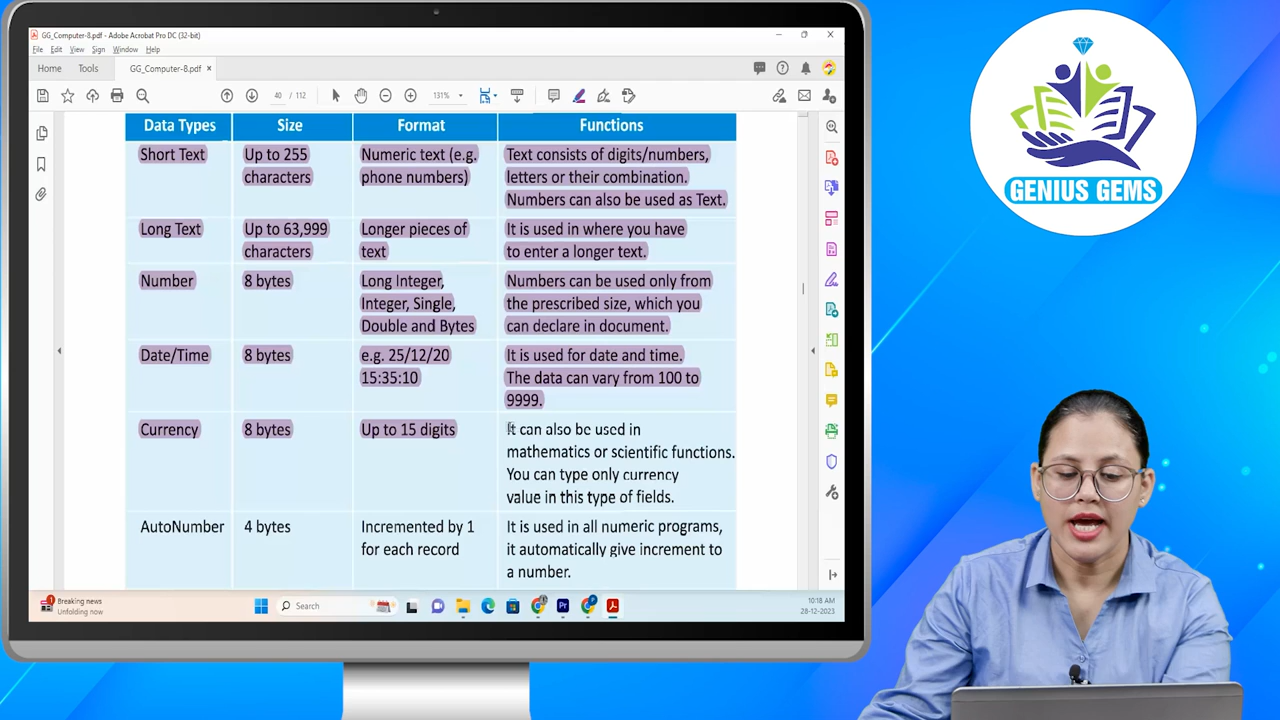 GG_Computer-8.pdf - Adobe Acrobat Pro DC (32-bit)
File Edit View Sign Window Help
Home Tools GG_Computer-8.pdf ×
40 / 112 131%
Data Types Size Format Functions
Short Text Up to 255 characters Numeric text (e.g. phone numbers) Text consists of digits/numbers, letters or their combination. Numbers can also be used as Text.
Long Text Up to 63,999 characters Longer pieces of text It is used in where you have to enter a longer text.
Number 8 bytes Long Integer, Integer, Single, Double and Bytes Numbers can be used only from the prescribed size, which you can declare in document.
Date/Time 8 bytes e.g. 25/12/20 15:35:10 It is used for date and time. The data can vary from 100 to 9999.
Currency 8 bytes Up to 15 digits It can also be used in mathematics or scientific functions. You can type only currency value in this type of fields.
AutoNumber 4 bytes Incremented by 1 for each record It is used in all numeric programs, it automatically give increment to a number.
Breaking news
Unfolding now
Search
10:18 AM
28-12-2023
GENIUS GEMS